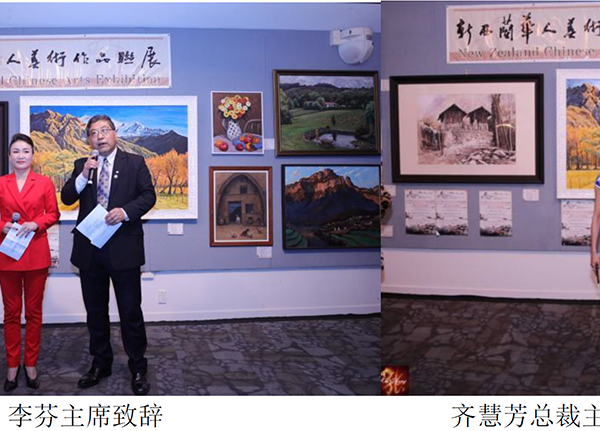 人美術作品聯展
Chinese Arts Exhibition
新西蘭華人美術
New Zealand Chinese
李芬主席致辞
齐慧芳总裁主